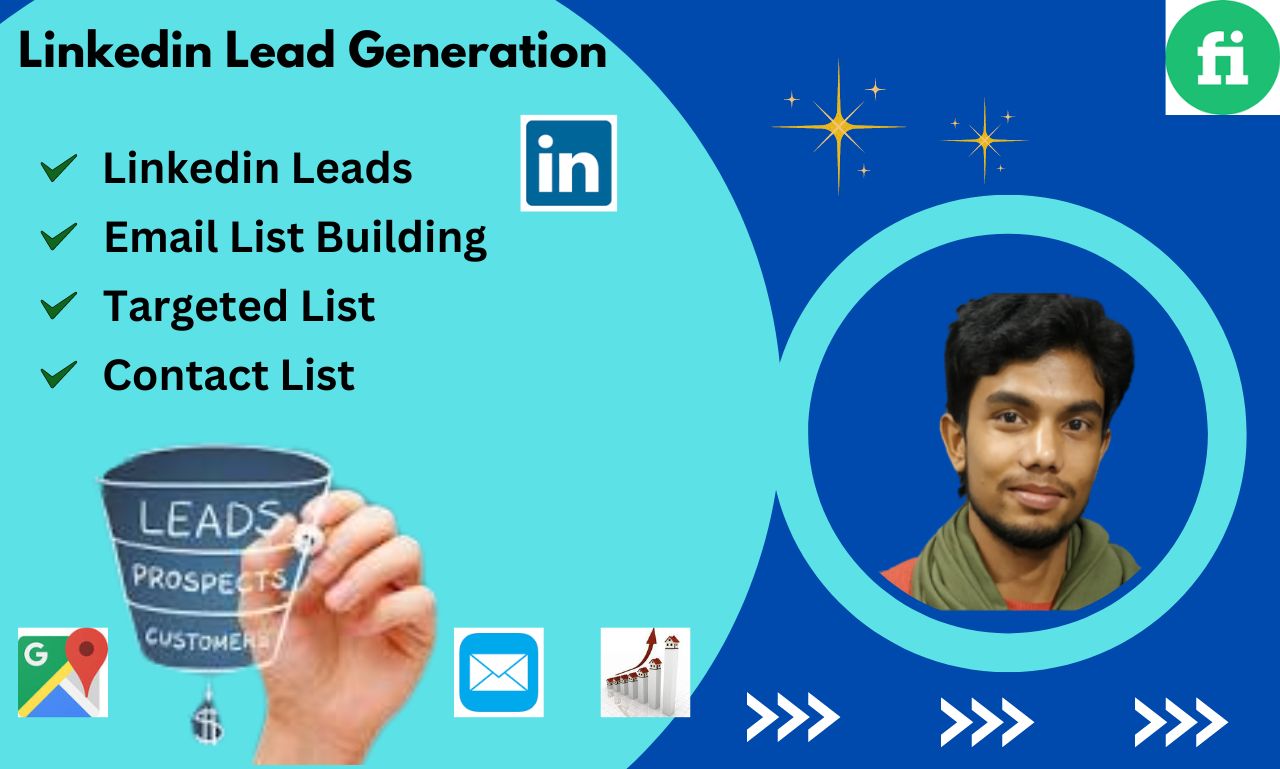 Linkedin Lead Generation
fi
in
Linkedin Leads
Email List Building
Targeted List
Contact List
LEADS
PROSPECTS
CUSTOMERS
G
$